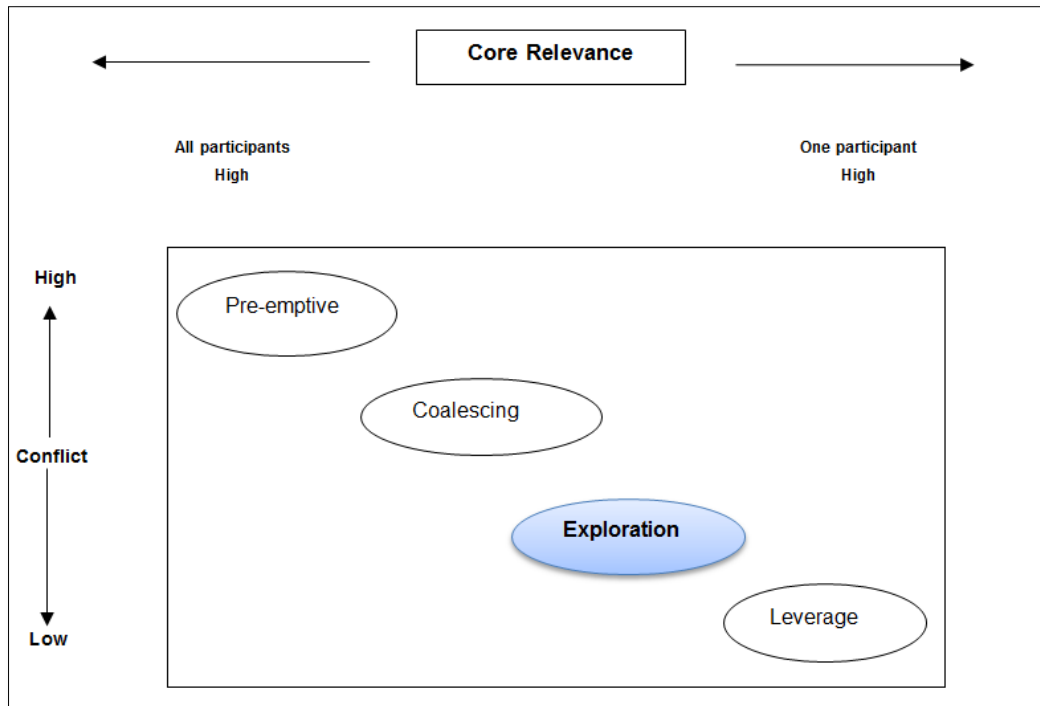 Core Relevance
All participants
High
One participant
High
High
Pre-emptive
Coalescing
Conflict
Exploration
Leverage
Low